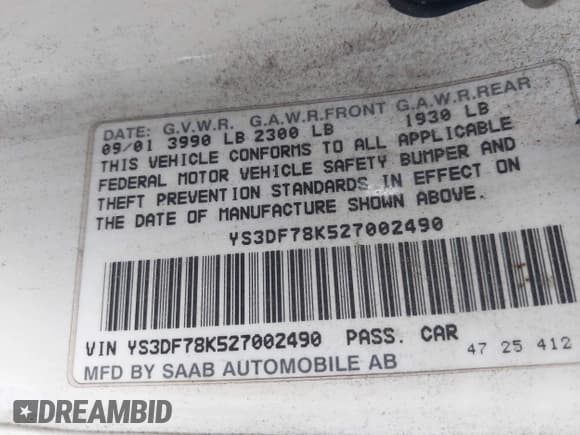 DATE: G.V.W.R. G.A.W.R.FRONT G.A.W.R.REAR
09/01 3990 LB 2300 LB 1930 LB
THIS VEHICLE CONFORMS TO ALL APPLICABLE
FEDERAL MOTOR VEHICLE SAFETY BUMPER AND
THEFT PREVENTION STANDARDS IN EFFECT ON
THE DATE OF MANUFACTURE SHOWN ABOVE.
YS3DF78K527002490
VIN YS3DF78K527002490 PASS. CAR
MFD BY SAAB AUTOMOBILE AB 47 25 412
DREAMBID